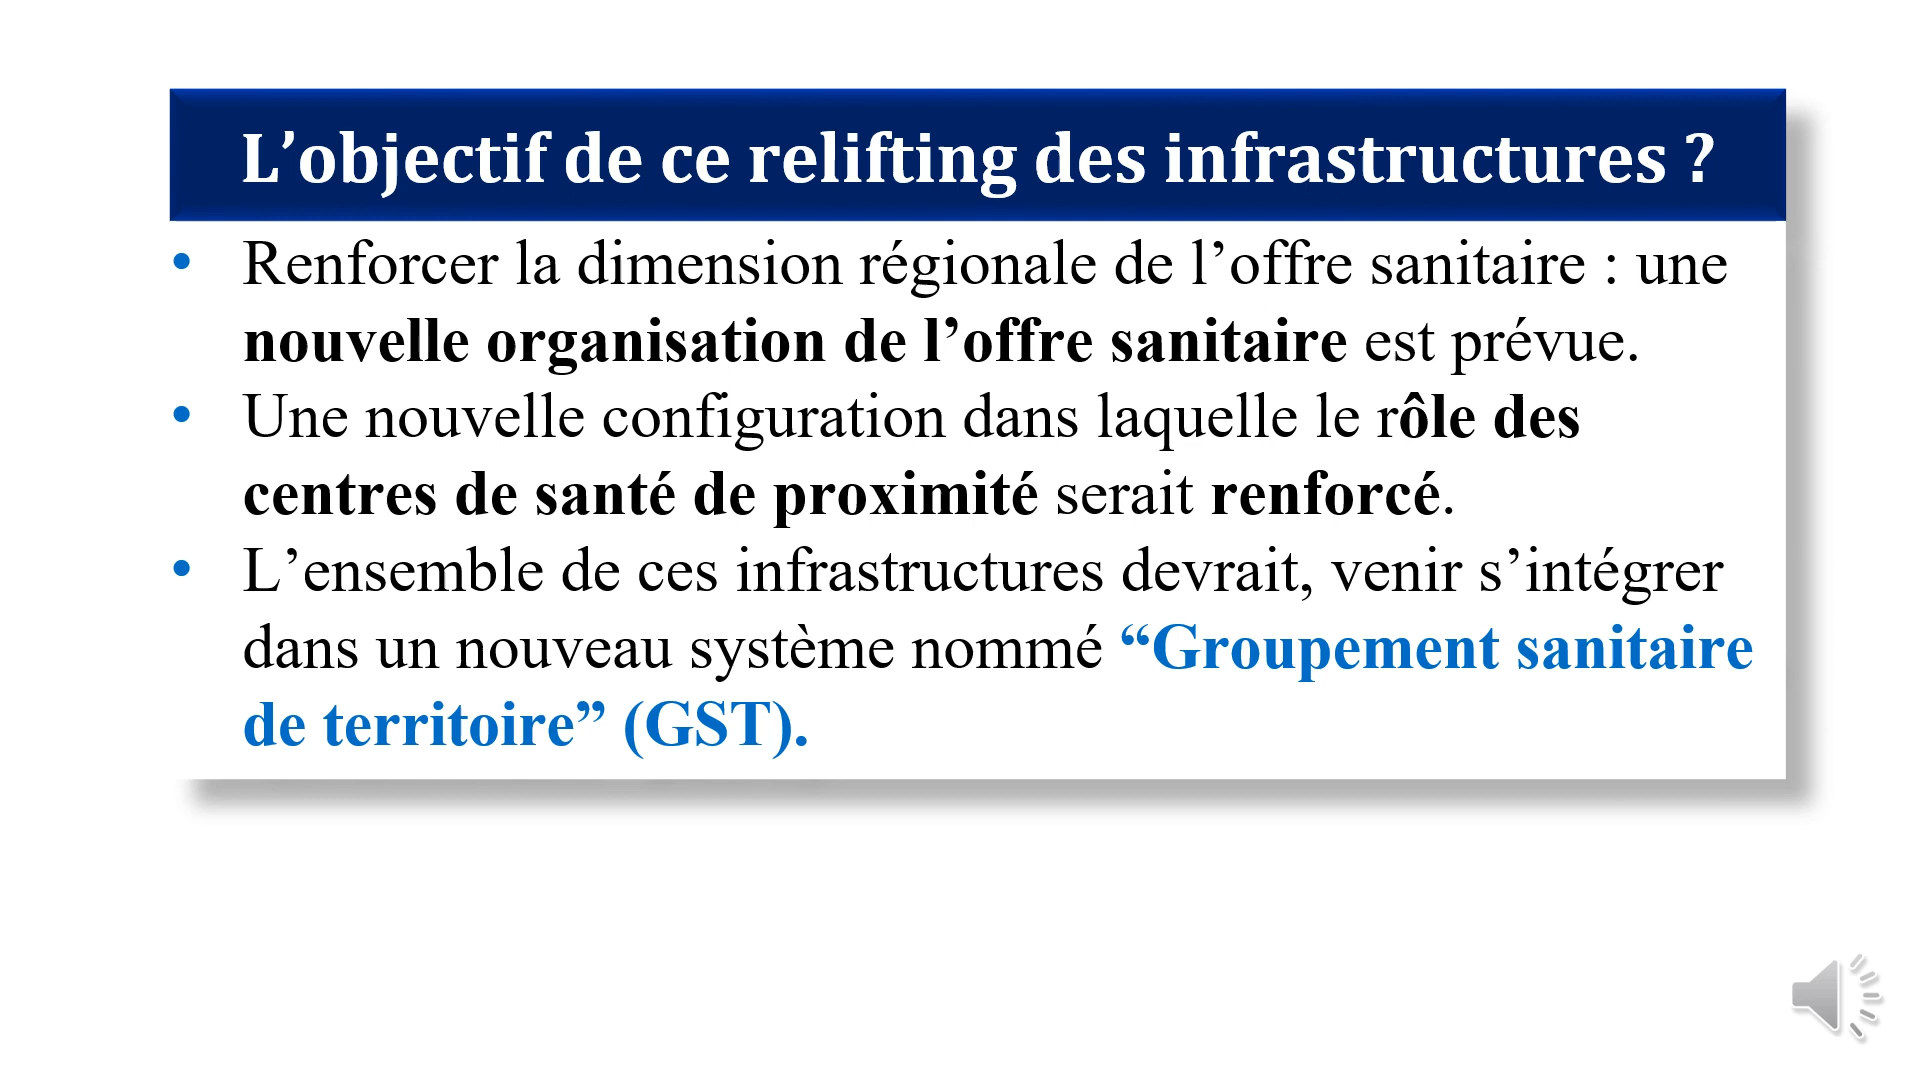 L’objectif de ce relifting des infrastructures ?
• Renforcer la dimension régionale de l’offre sanitaire : une
nouvelle organisation de l’offre sanitaire est prévue.
• Une nouvelle configuration dans laquelle le rôle des
centres de santé de proximité serait renforcé.
• L’ensemble de ces infrastructures devrait, venir s’intégrer
dans un nouveau système nommé “Groupement sanitaire
de territoire” (GST).